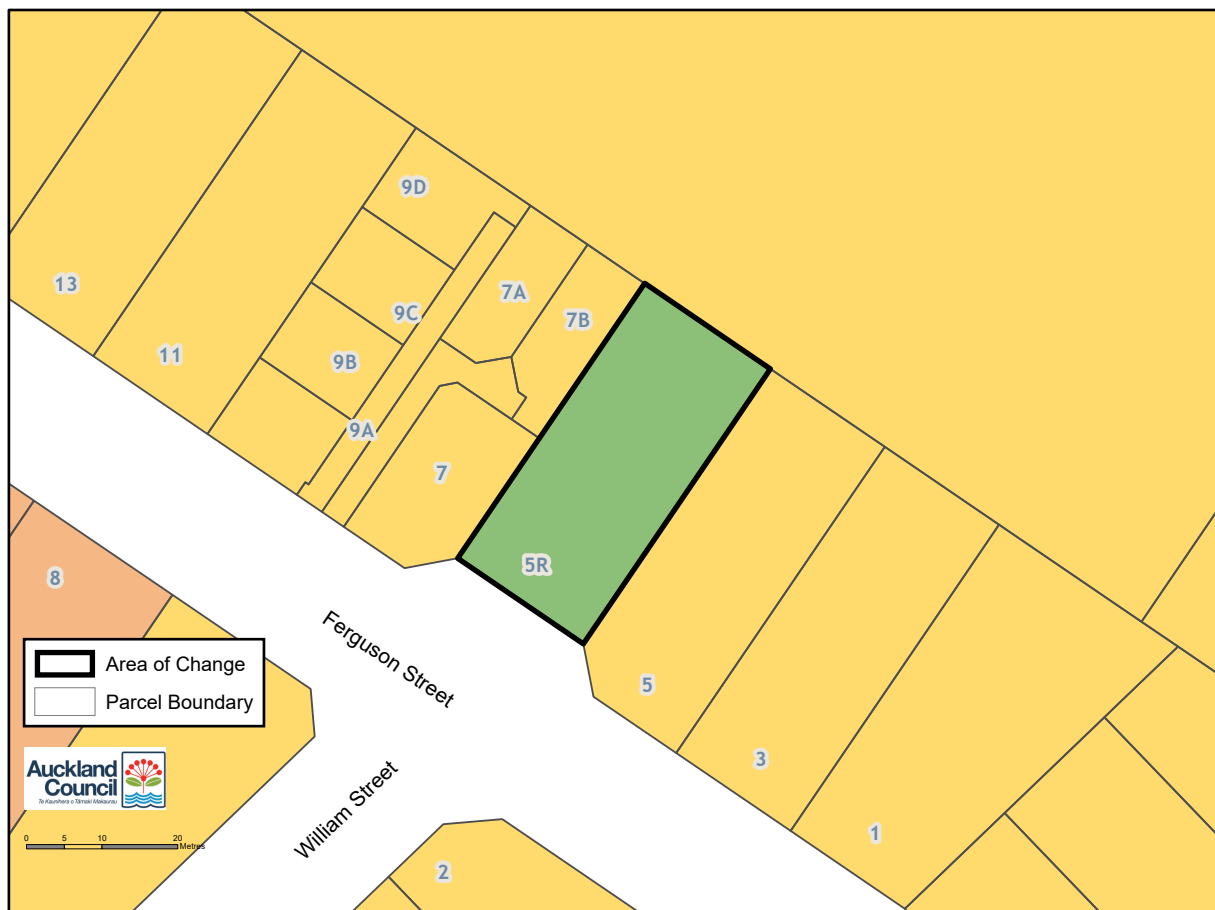 9D
7A
13
9C
7B
11
9B
9A
7
5R
8
Ferguson Street
5
3
1
2
William Street
Area of Change
Parcel Boundary
Auckland
Council
Te Kaunihera o Tāmaki Makaurau
0 5 10 20
Metres